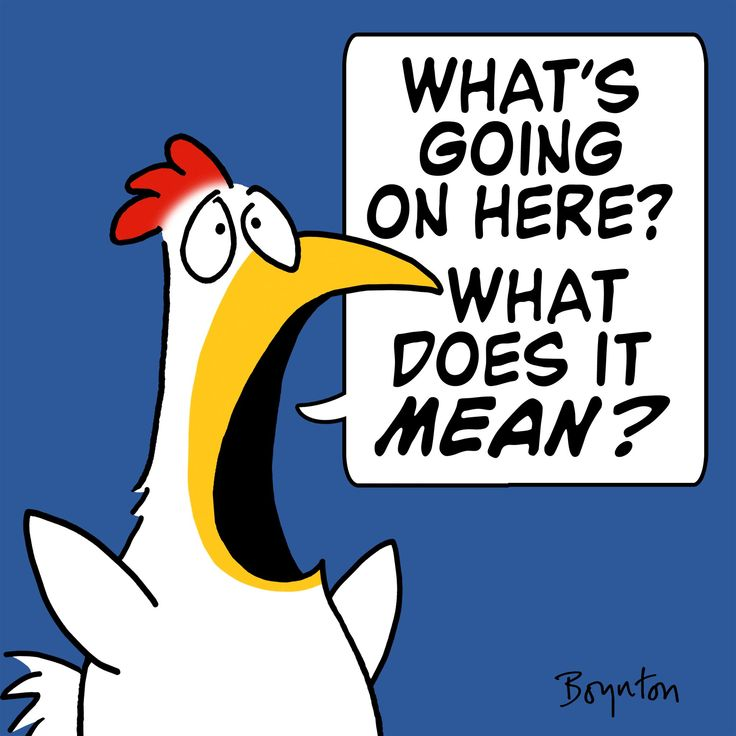 WHAT'S
GOING
ON HERE?
WHAT
DOES IT
MEAN?
Boynton